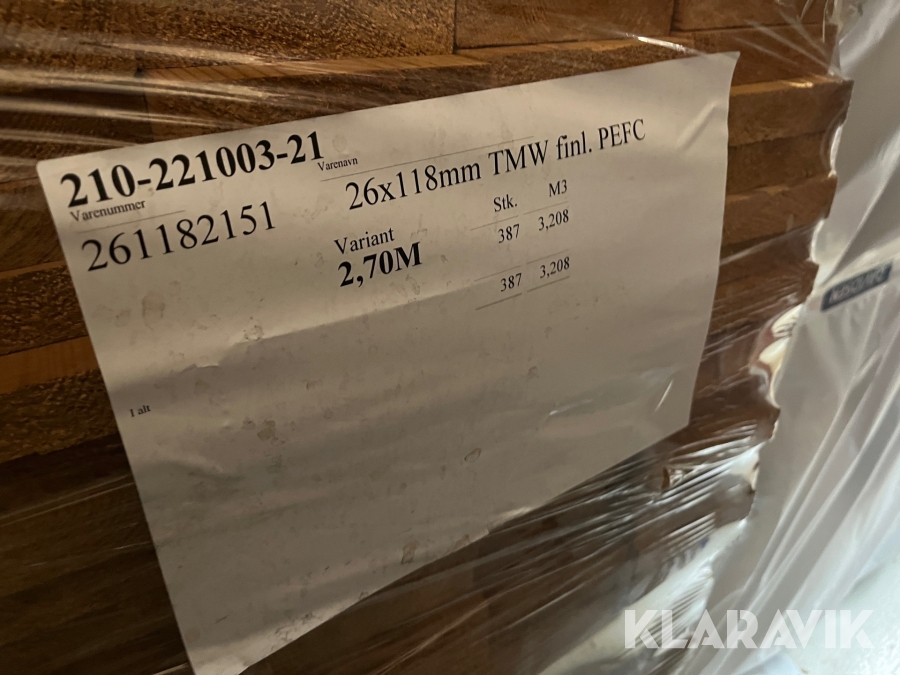 210-221003-21
Varenummer
Varenavn
261182151
26x118mm TMW finl. PEFC
Variant
Stk.
M3
2,70M
387
3,208
387
3,208
I alt
KLARAVIK